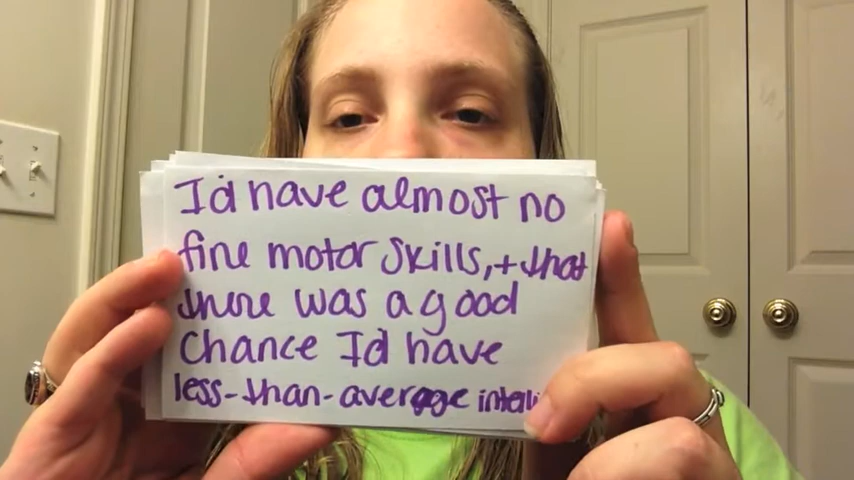 I'd have almost no
fine motor skills, + that
there was a good
chance I'd have
less-than-average